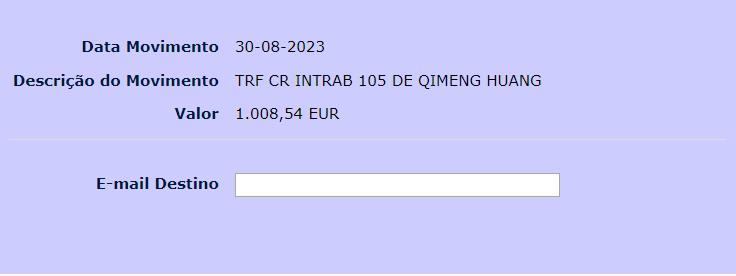 Data Movimento 30-08-2023
Descrição do Movimento TRF CR INTRAB 105 DE QIMENG HUANG
Valor 1.008,54 EUR
E-mail Destino